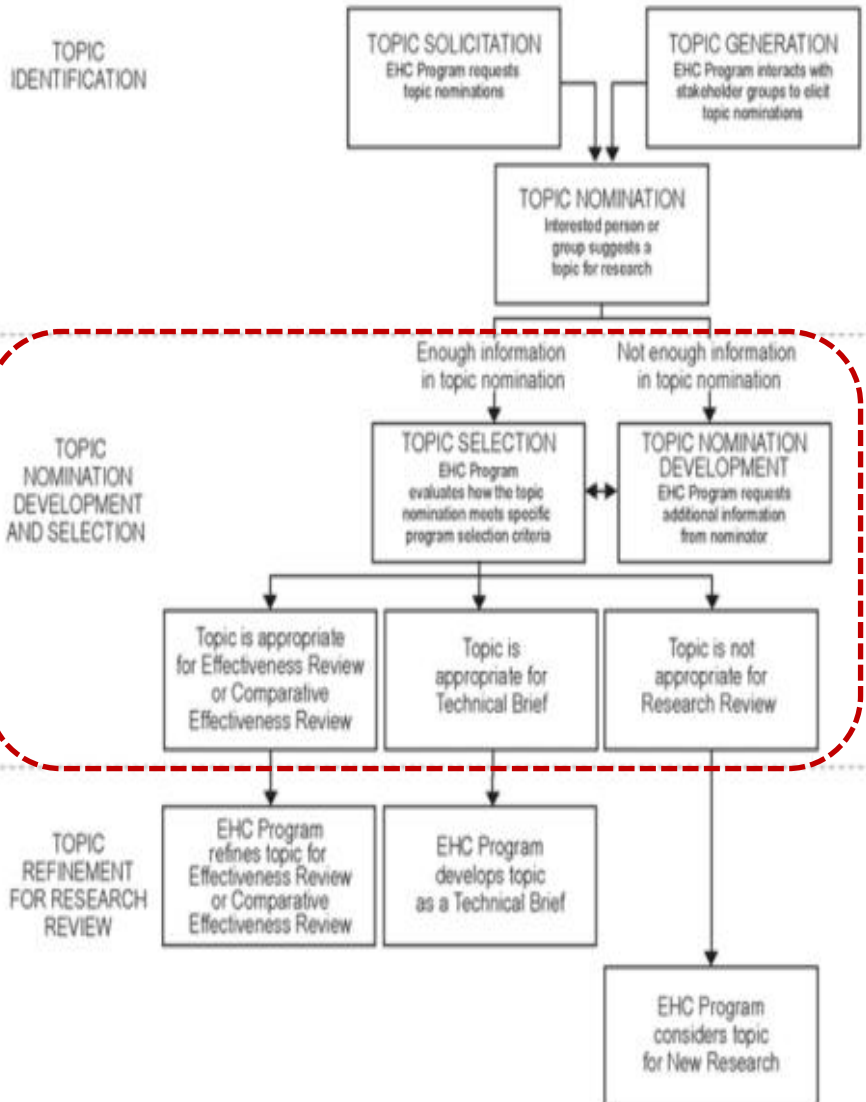 TOPIC
IDENTIFICATION
TOPIC SOLICITATION
EHC Program requests
topic nominations
TOPIC GENERATION
EHC Program interacts with
stakeholder groups to elicit
topic nominations
TOPIC NOMINATION
Interested person or
group suggests a
topic for research
Enough information
in topic nomination
Not enough information
in topic nomination
TOPIC
NOMINATION
DEVELOPMENT
AND SELECTION
TOPIC SELECTION
EHC Program
evaluates how the topic
nomination meets specific
program selection criteria
TOPIC NOMINATION
DEVELOPMENT
EHC Program requests
additional information
from nominator
Topic is appropriate
for Effectiveness Review
or Comparative
Effectiveness Review
Topic is
appropriate for
Technical Brief
Topic is not
appropriate for
Research Review
TOPIC
REFINEMENT
FOR RESEARCH
REVIEW
EHC Program
refines topic for
Effectiveness Review
or Comparative
Effectiveness Review
EHC Program
develops topic
as a Technical Brief
EHC Program
considers topic
for New Research